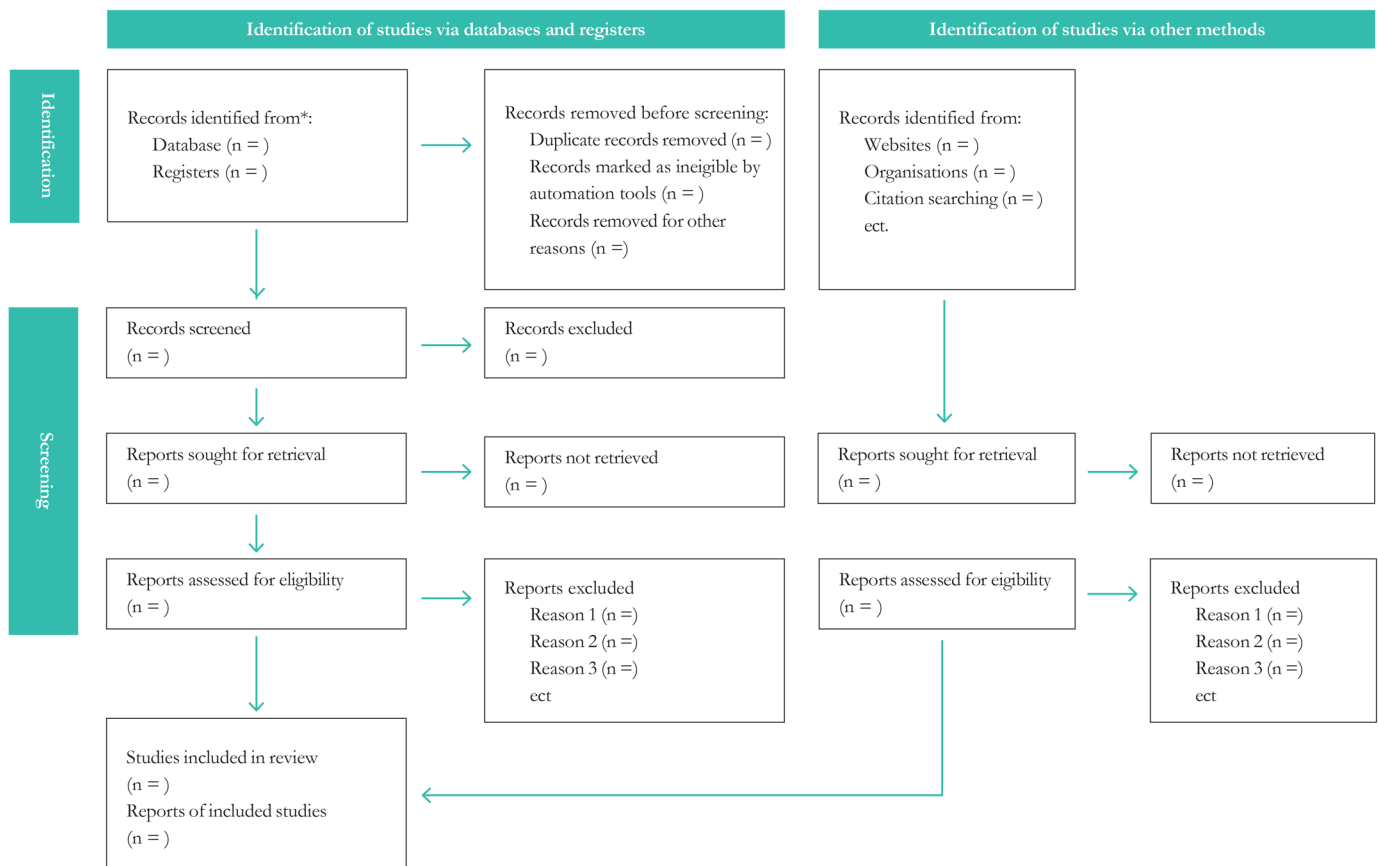 Identification of studies via databases and registers
Identification of studies via other methods
Identification
Records identified from*:
Database (n = )
Registers (n = )
Records removed before screening:
Duplicate records removed (n = )
Records marked as ineigible by
automation tools (n = )
Records removed for other
reasons (n =)
Records identified from:
Websites (n = )
Organisations (n = )
Citation searching (n = )
ect.
Screening
Records screened
(n = )
Records excluded
(n = )
Reports sought for retrieval
(n = )
Reports not retrieved
(n = )
Reports sought for retrieval
(n = )
Reports not retrieved
(n = )
Reports assessed for eligibility
(n = )
Reports excluded
Reason 1 (n =)
Reason 2 (n =)
Reason 3 (n =)
ect
Reports assessed for eigibility
(n = )
Reports excluded
Reason 1 (n =)
Reason 2 (n =)
Reason 3 (n =)
ect
Studies included in review
(n = )
Reports of included studies
(n = )